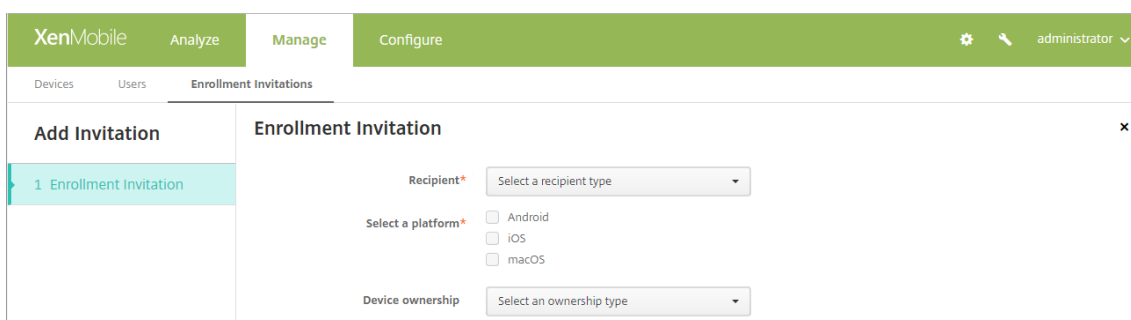 XenMobile Analyze Manage Configure administrator
Devices Users Enrollment Invitations
Add Invitation
1 Enrollment Invitation
Enrollment Invitation
Recipient* Select a recipient type
Select a platform* Android
iOS
macOS
Device ownership Select an ownership type